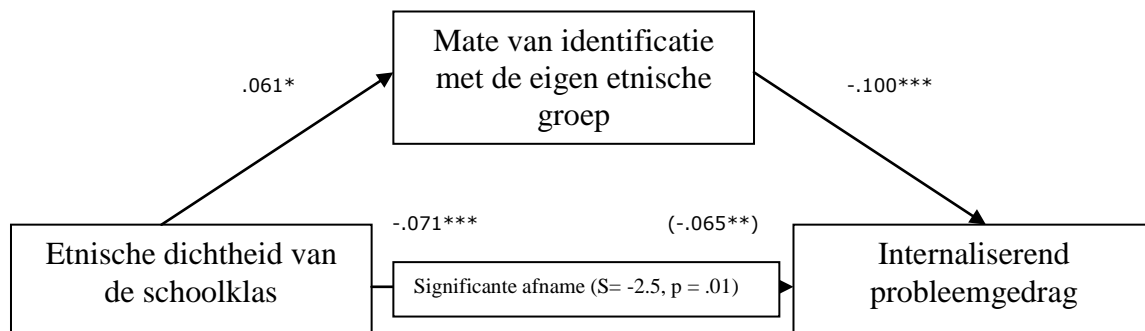 Mate van identificatie
met de eigen etnische
groep
.061*
-.100***
-.071***
(-.065**)
Etnische dichtheid van
de schoolklas
Significante afname (S= -2.5, p = .01)
Internaliserend
probleemgedrag